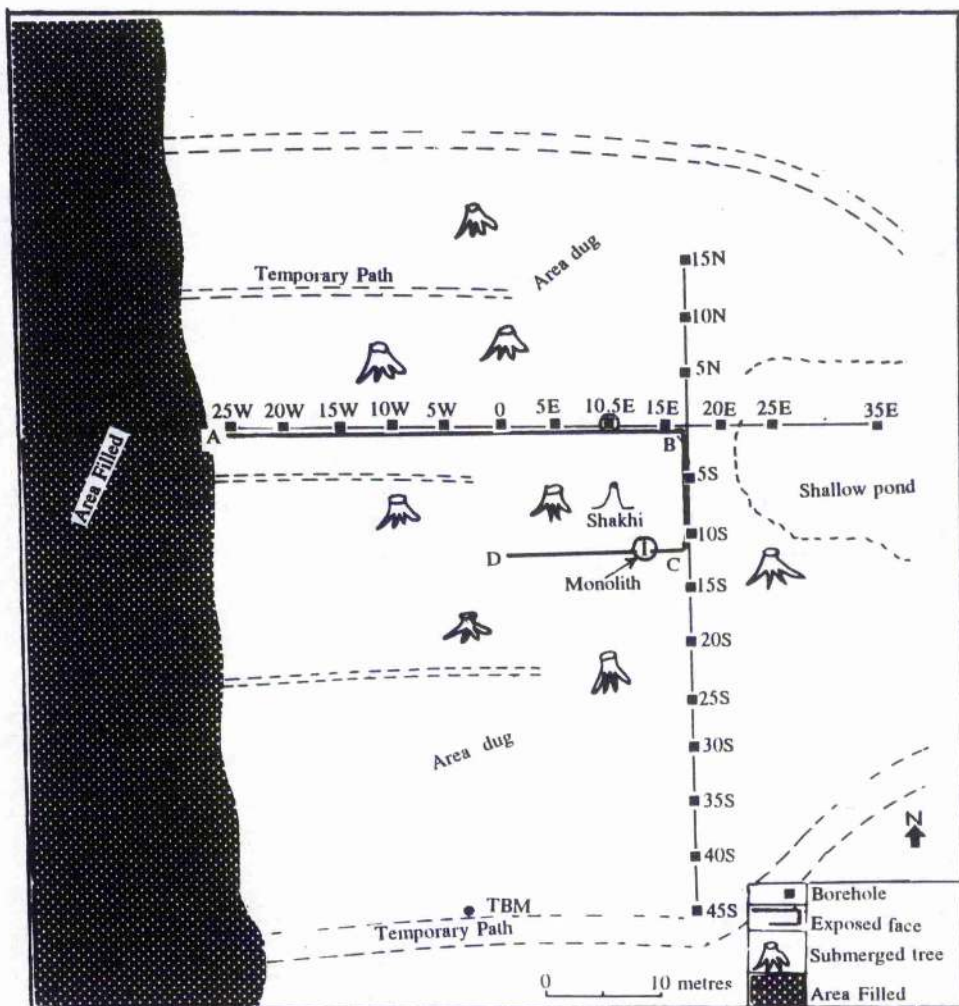 15N
Area dug
Temporary Path
10N
5N
25W 20W 15W 10W 5W 0 5E 10.5E 15E 20E 25E 35E
A
B
Area Filled
5S
Shallow pond
Shakhi
10S
D
T
C
Monolith
15S
20S
25S
Area dug
30S
35S
N
40S
TBM
45S
Temporary Path
Borehole
Exposed face
Submerged tree
Area Filled
0 10 metres